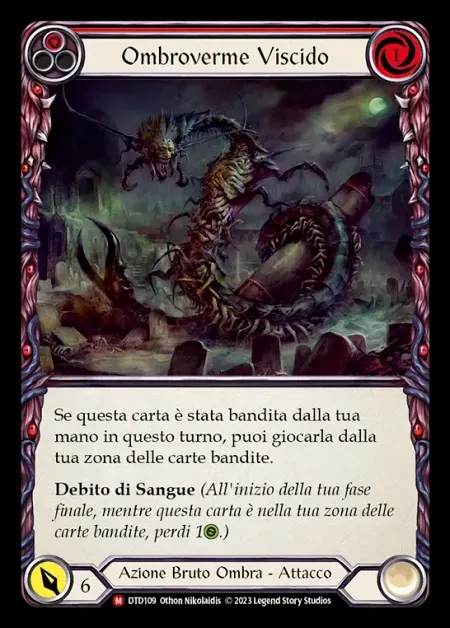 Ombroverme Viscido
1
Se questa carta è stata bandita dalla tua
mano in questo turno, puoi giocarla dalla
tua zona delle carte bandite.
Debito di Sangue (All'inizio della tua fase
finale, mentre questa carta è nella tua zona delle
carte bandite, perdi 1.)
6
Azione Bruto Ombra - Attacco
M DTD109 Othon Nikolaidis © 2023 Legend Story Studios